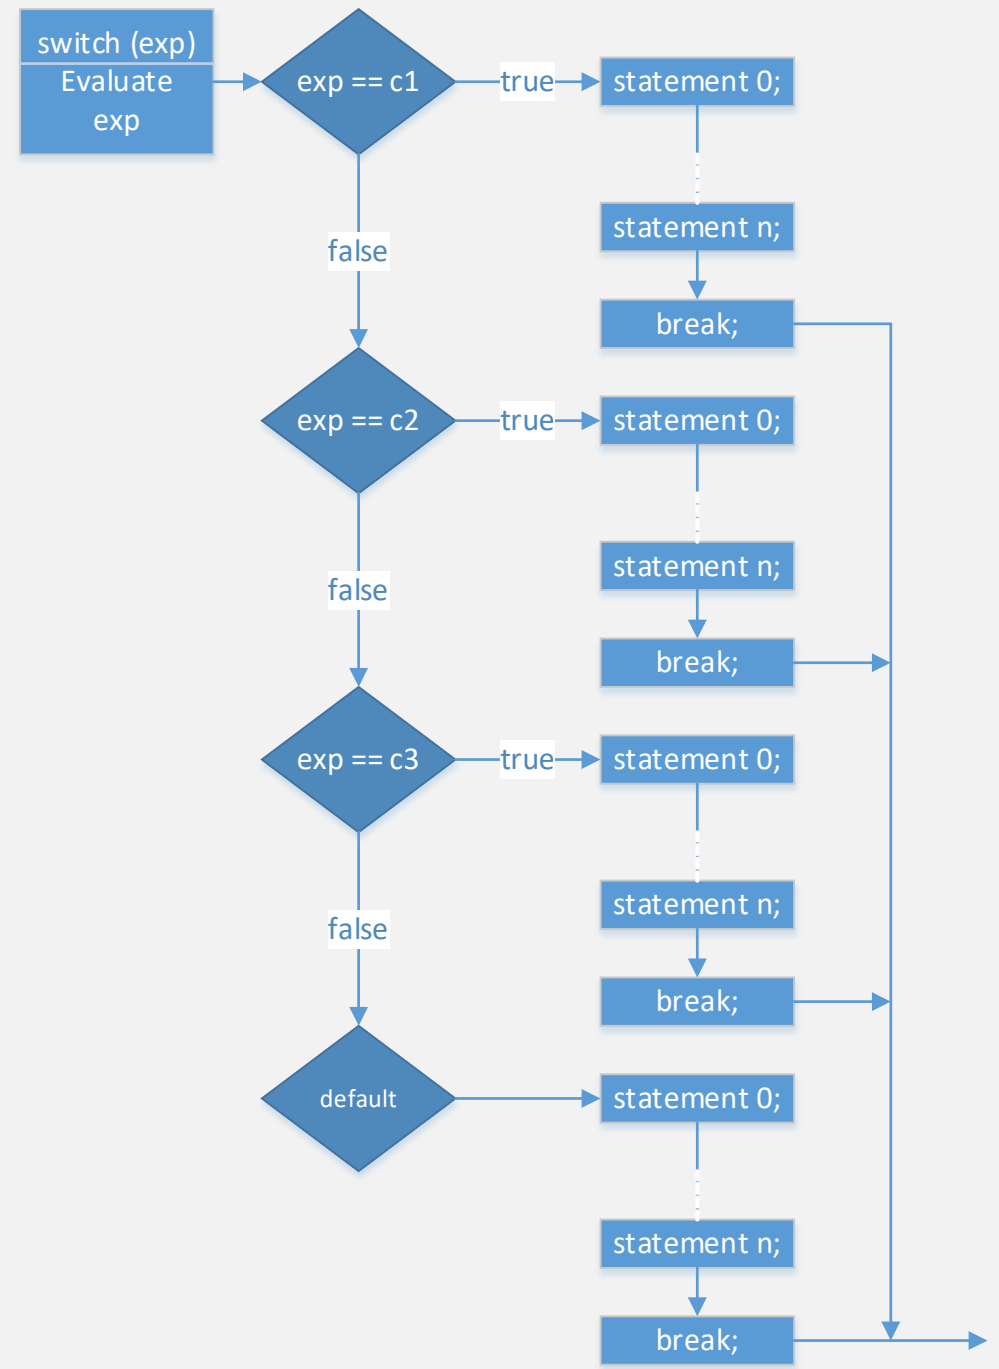 switch (exp)
Evaluate
exp
exp == c1
true
statement 0;
statement n;
break;
false
exp == c2
true
statement 0;
statement n;
break;
false
exp == c3
true
statement 0;
statement n;
break;
false
default
statement 0;
statement n;
break;